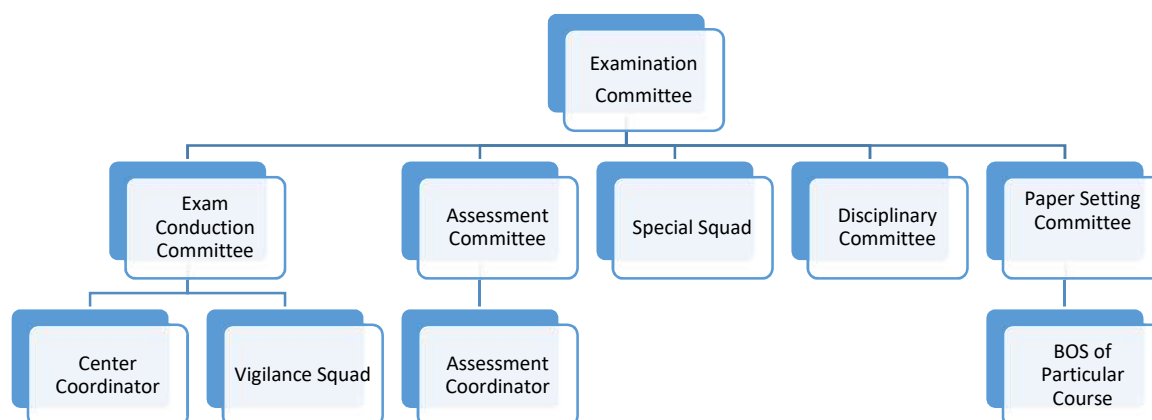 Examination
Committee
Exam
Conduction
Committee
Assessment
Committee
Special Squad
Disciplinary
Committee
Paper Setting
Committee
Center
Coordinator
Vigilance Squad
Assessment
Coordinator
BOS of
Particular
Course